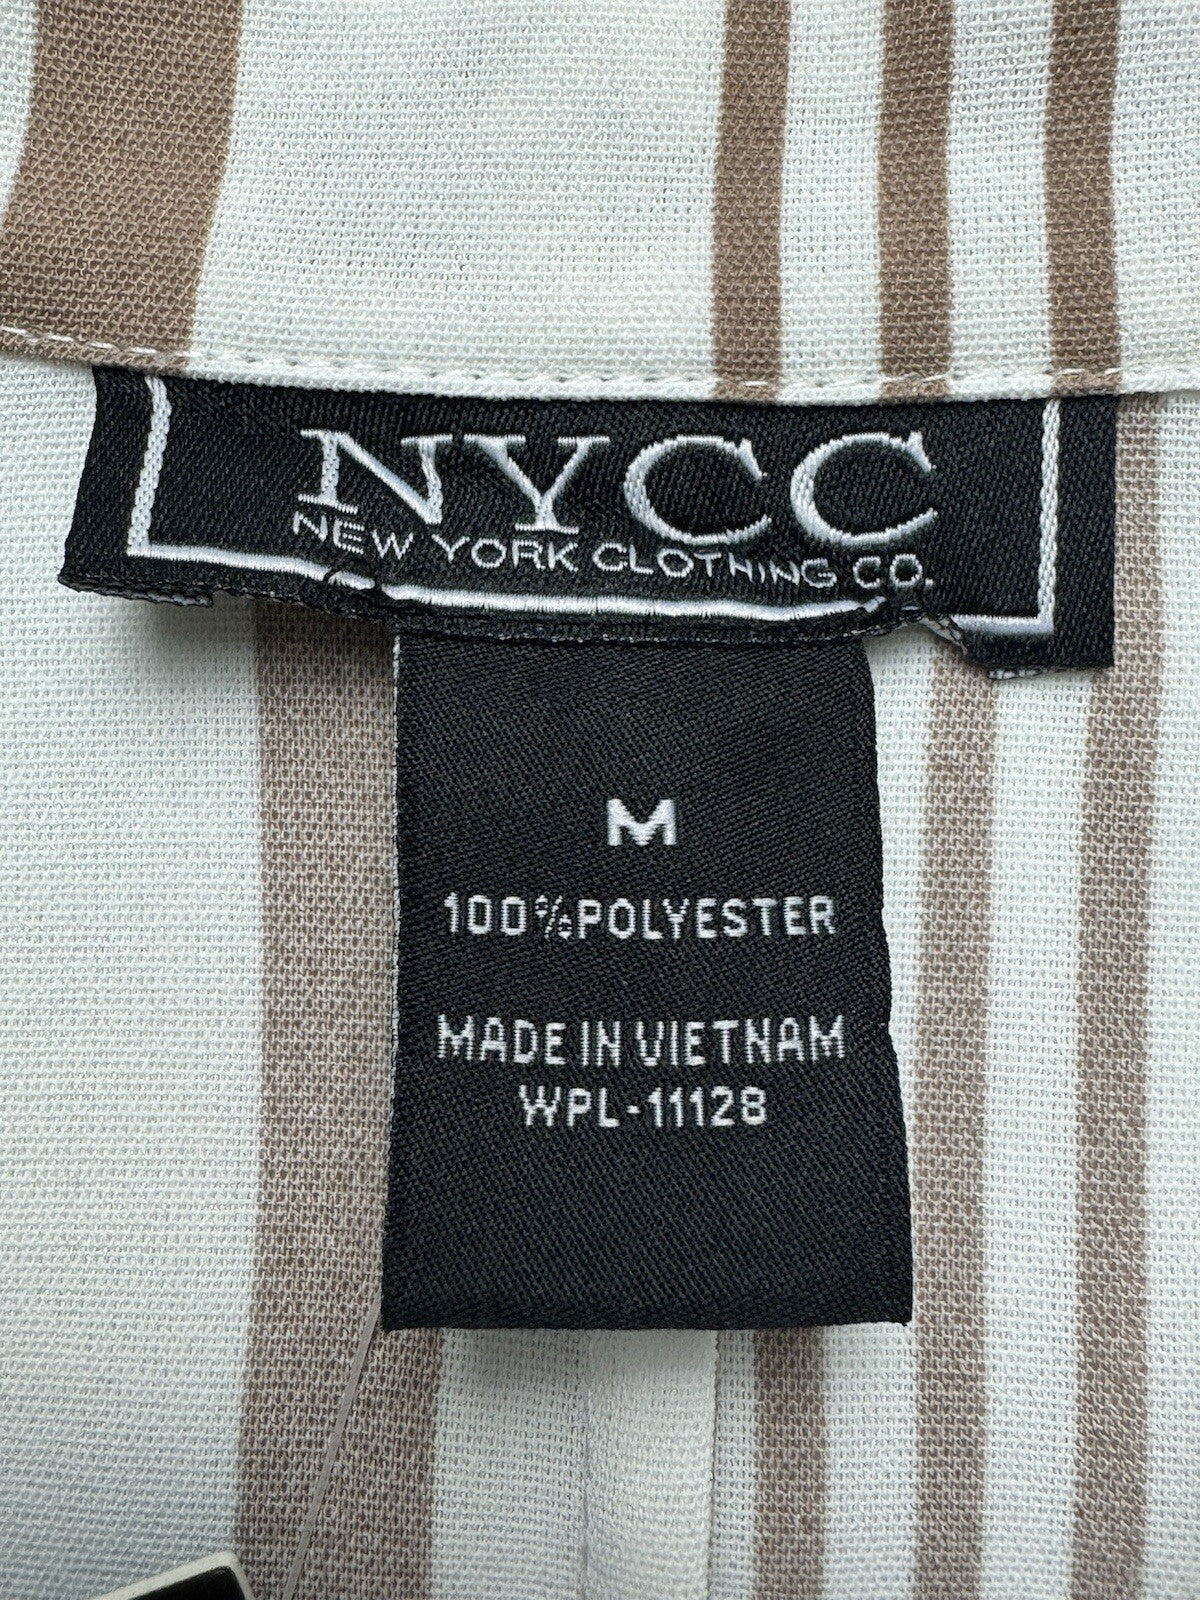 NYCC
NEW YORK CLOTHING CO.
M
100%POLYESTER
MADE IN VIETNAM
WPL-11128